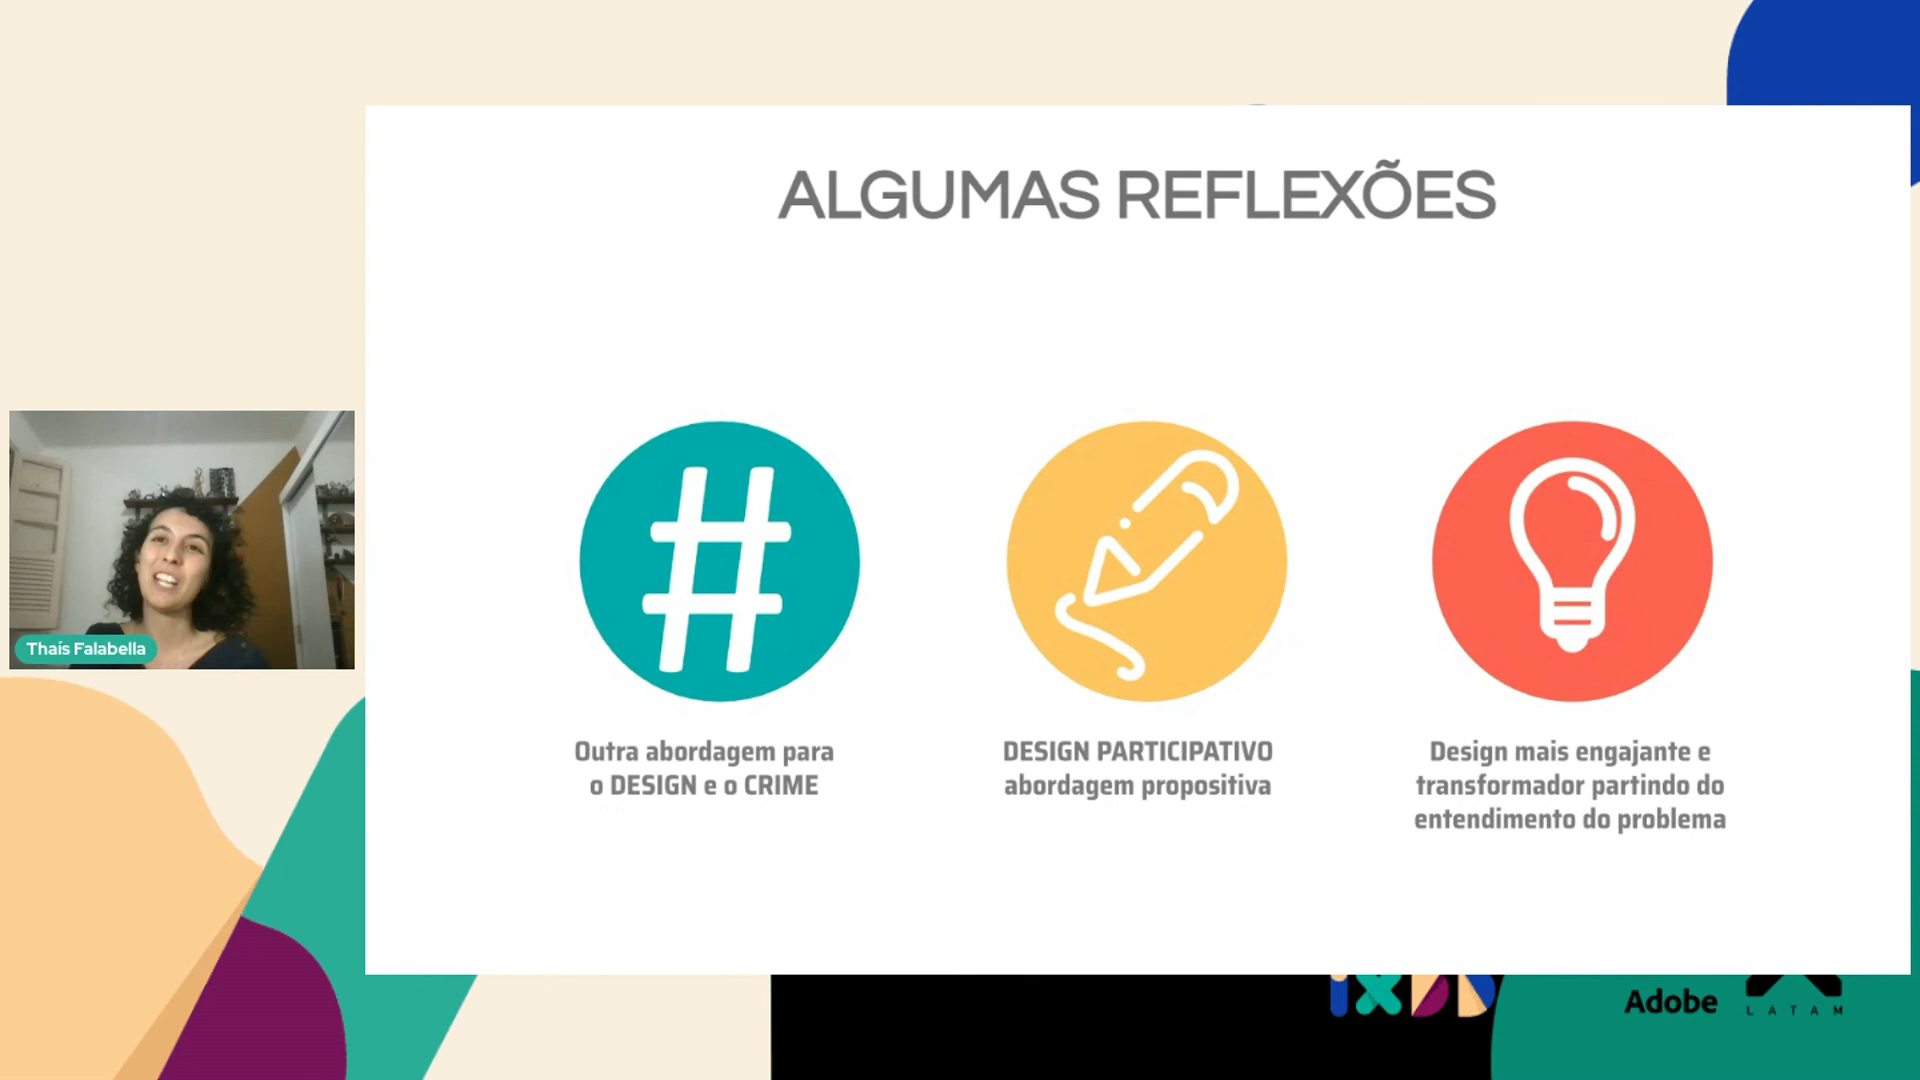 ALGUMAS REFLEXÕES
#
Outra abordagem para
o DESIGN e o CRIME
DESIGN PARTICIPATIVO
abordagem propositiva
Design mais engajante e
transformador partindo do
entendimento do problema
Thaís Falabella
Adobe
LATAM